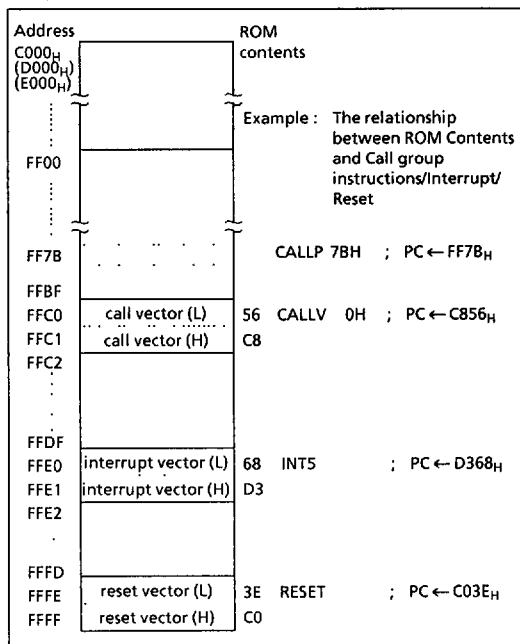 Address ROM
C000H contents
(D000H)
(E000H)
Example : The relationship
between ROM Contents
and Call group
instructions/Interrupt/
Reset
FF00
FF7B CALLP 7BH ; PC ← FF7BH
FFBF
FFC0 call vector (L) 56 CALLV 0H ; PC ← C856H
FFC1 call vector (H) C8
FFC2
FFDF
FFE0 interrupt vector (L) 68 INT5 ; PC ← D368H
FFE1 interrupt vector (H) D3
FFE2
FFFD
FFFE reset vector (L) 3E RESET ; PC ← C03EH
FFFF reset vector (H) C0